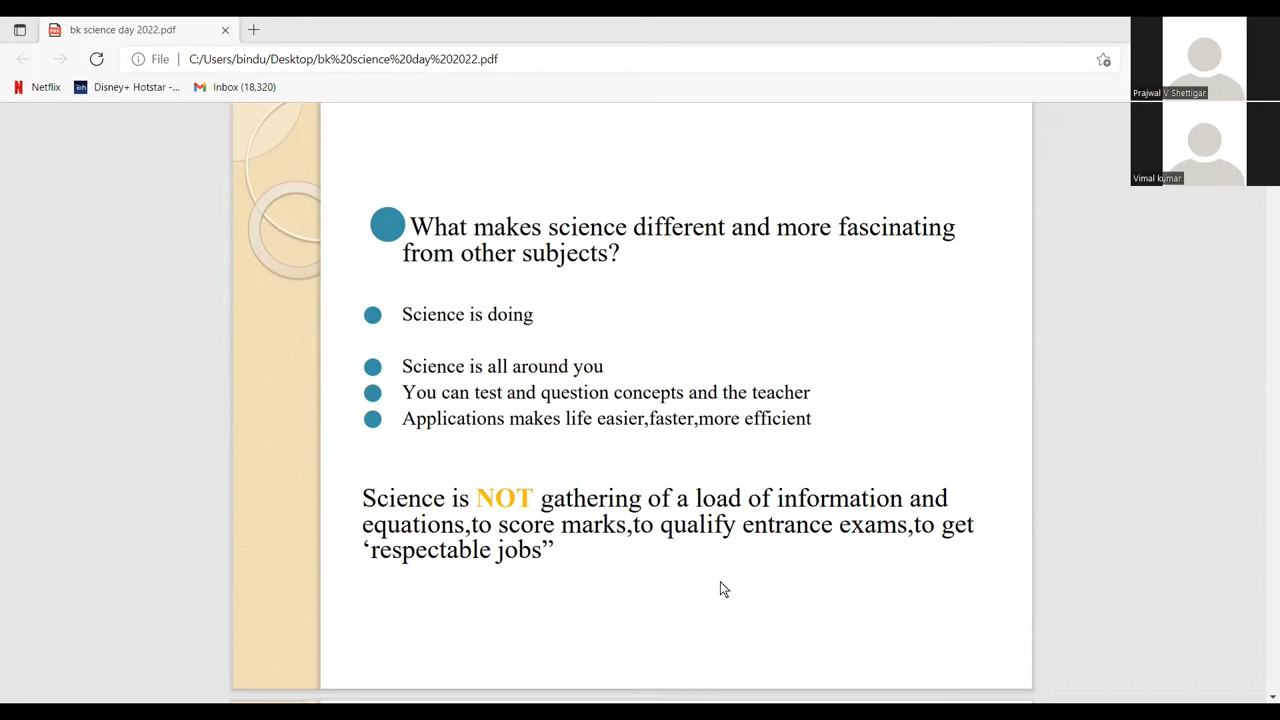 bk science day 2022.pdf
File
C:/Users/bindu/Desktop/bk%20science%20day%202022.pdf
Netflix
Disney+ Hotstar -...
Inbox (18,320)
Prajwal V Shettigar
Vimal kumar
What makes science different and more fascinating
from other subjects?
Science is doing
Science is all around you
You can test and question concepts and the teacher
Applications makes life easier,faster,more efficient
Science is NOT gathering of a load of information and
equations,to score marks,to qualify entrance exams,to get
‘respectable jobs”